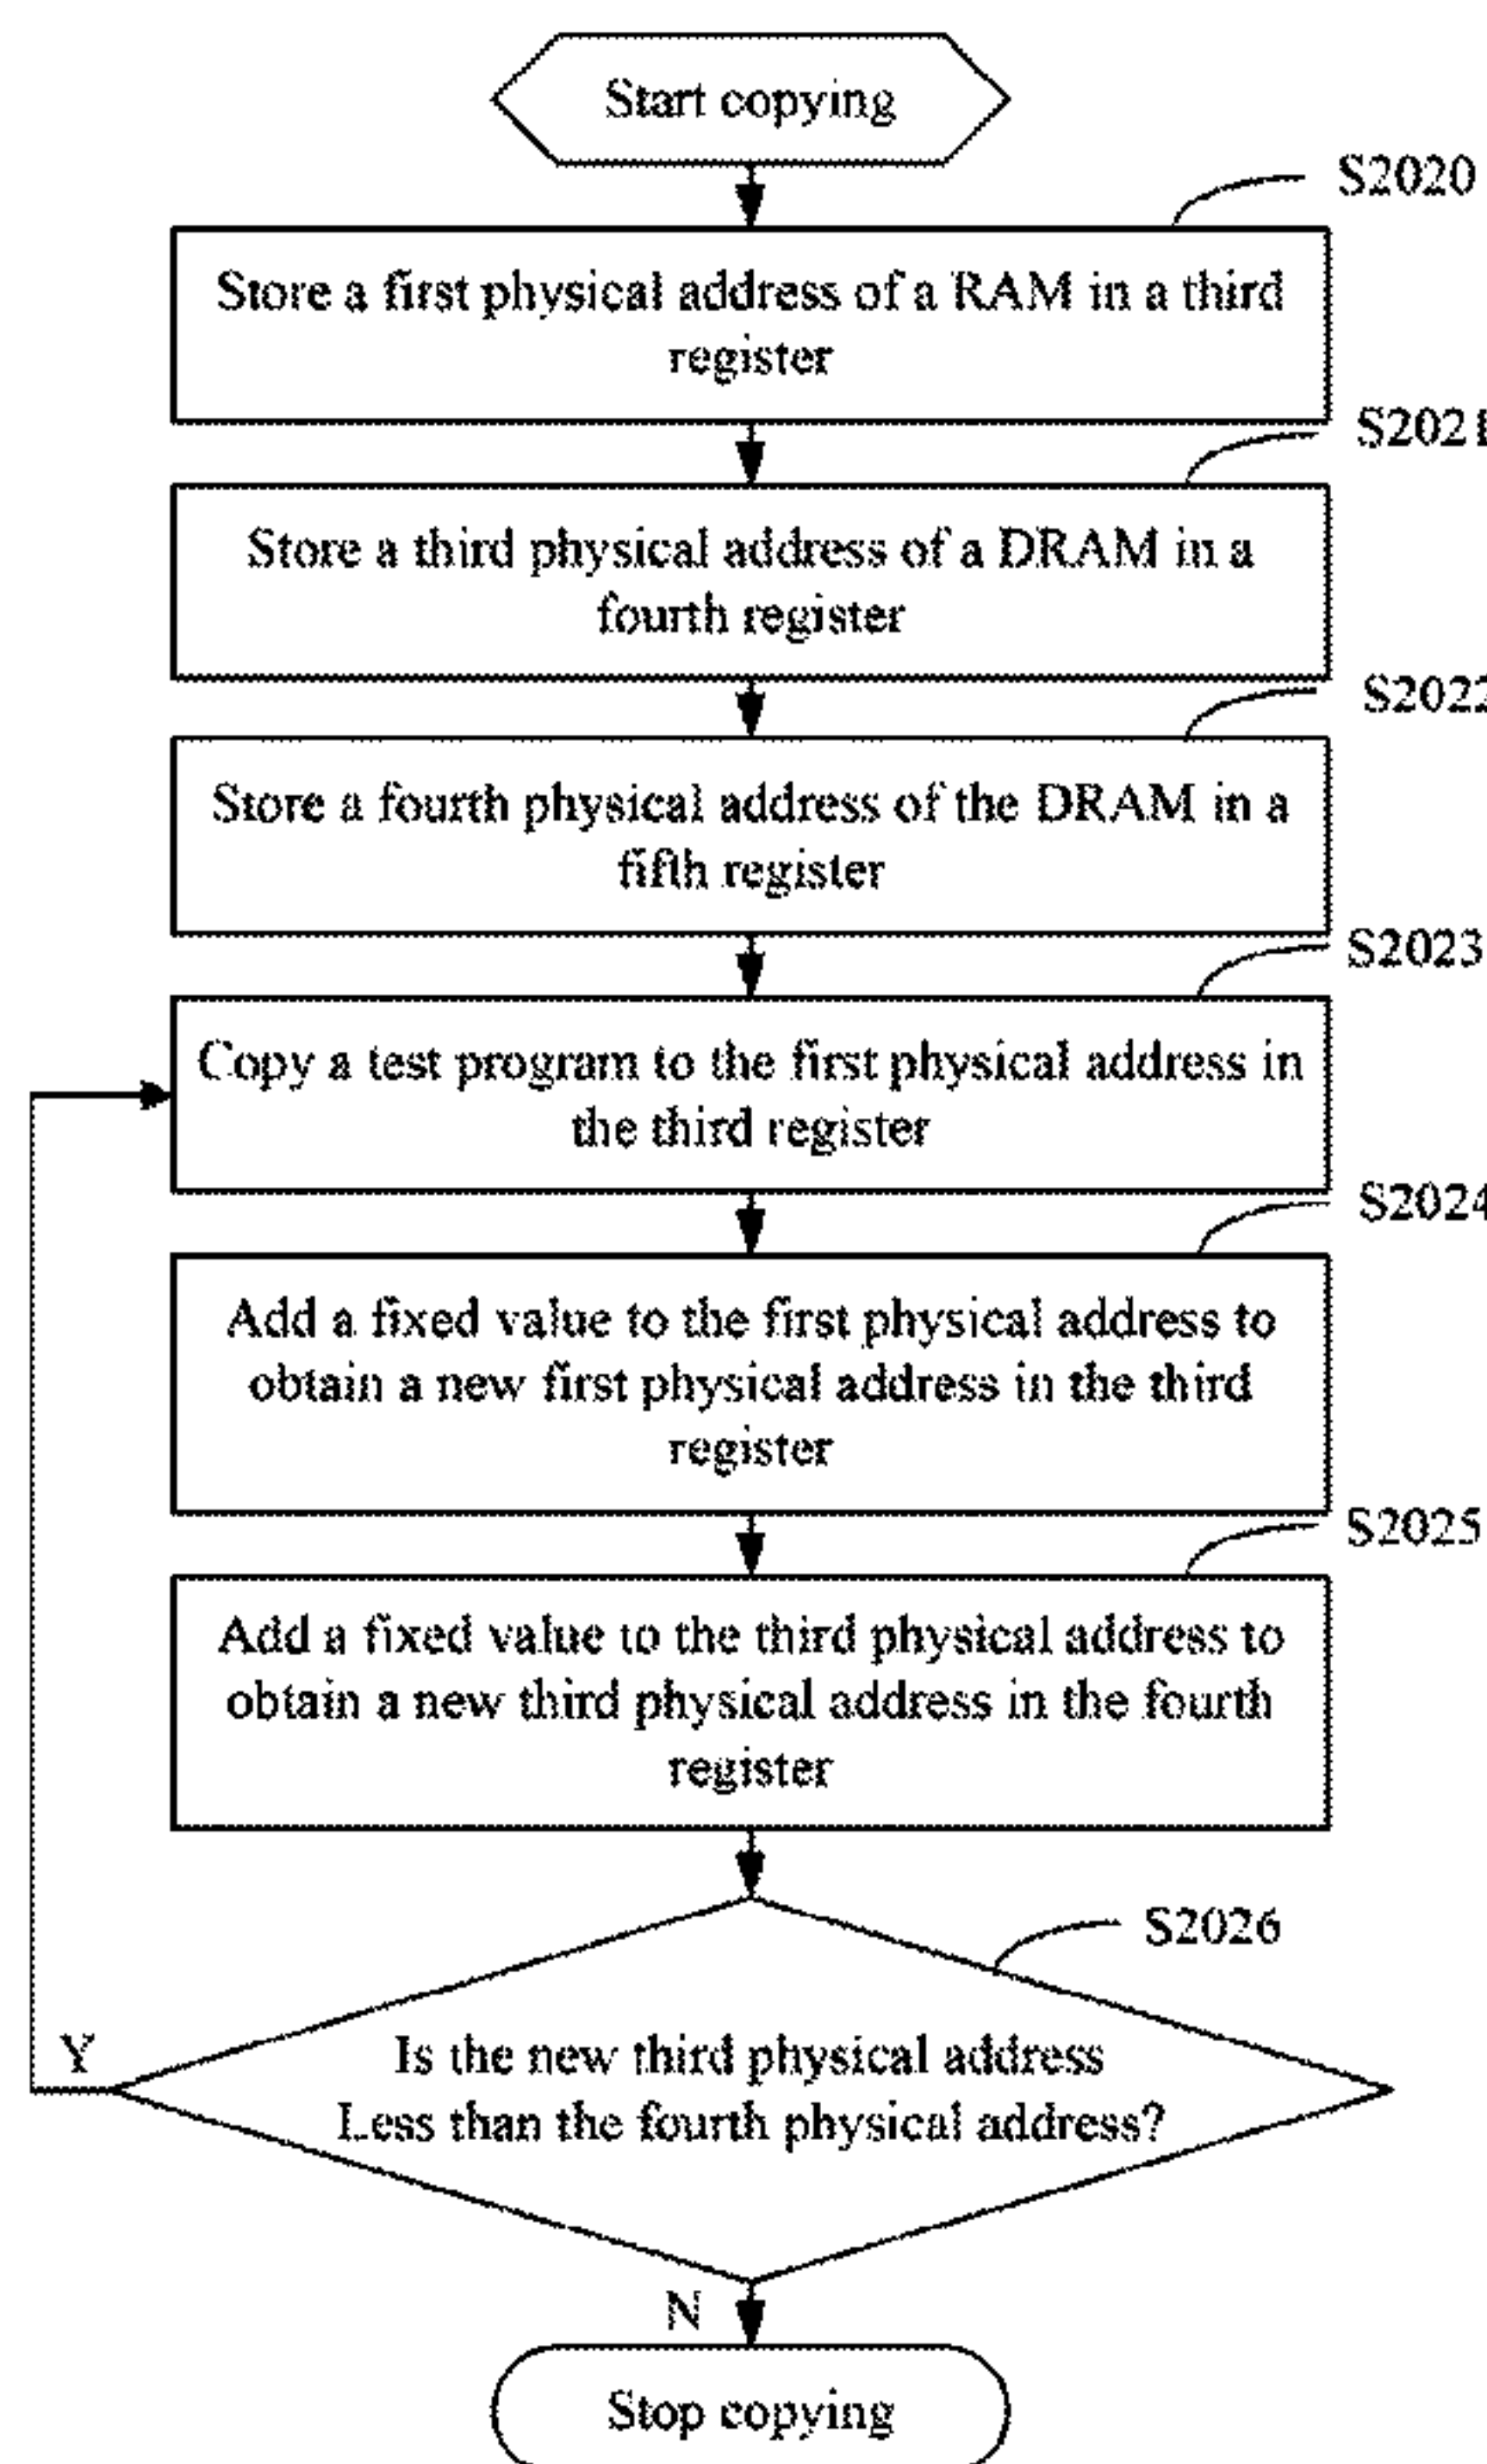 Start copying
S2020
Store a first physical address of a RAM in a third
register
S2021
Store a third physical address of a DRAM in a
fourth register
S2022
Store a fourth physical address of the DRAM in a
fifth register
S2023
Copy a test program to the first physical address in
the third register
S2024
Add a fixed value to the first physical address to
obtain a new first physical address in the third
register
S2025
Add a fixed value to the third physical address to
obtain a new third physical address in the fourth
register
S2026
Y
Is the new third physical address
Less than the fourth physical address?
N
Stop copying